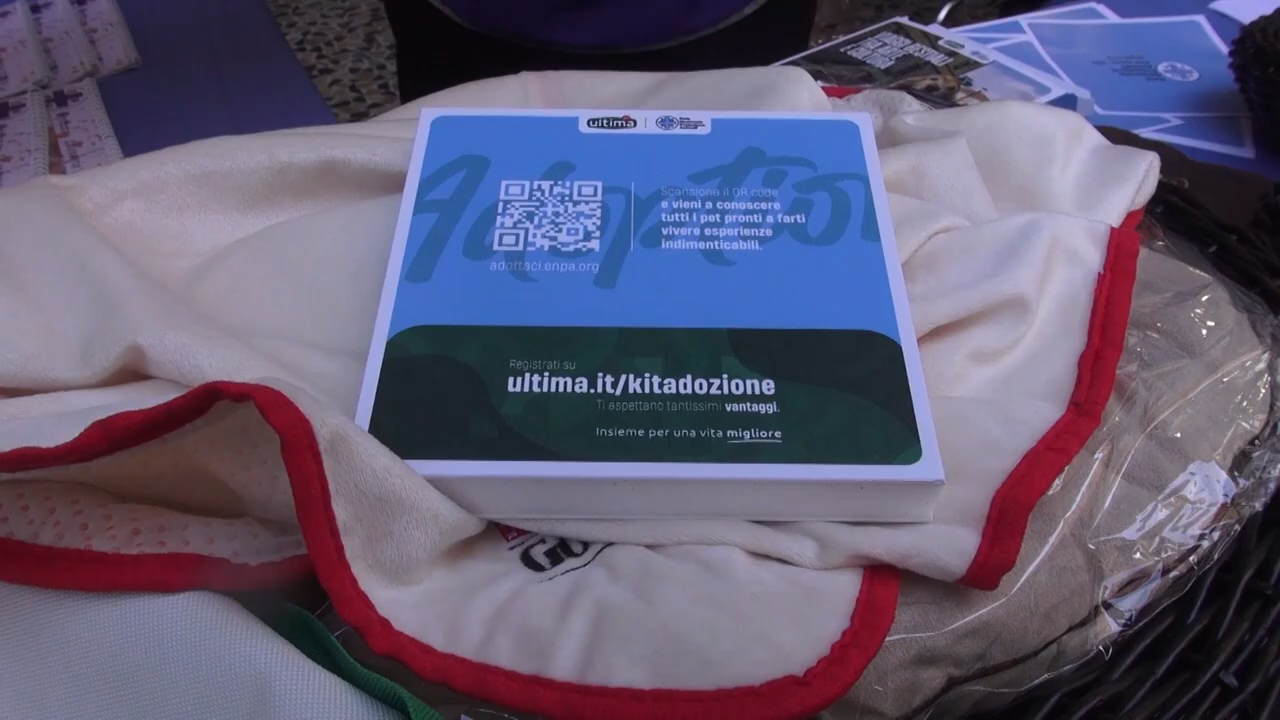 ultima
Adoption
Scansiona il QR code
e vieni a conoscere
tutti i pet pronti a farti
vivere esperienze
indimenticabili.
adottaci.enpa.org
Registrati su
ultima.it/kitadozione
Ti aspettano tantissimi vantaggi.
Insieme per una vita migliore